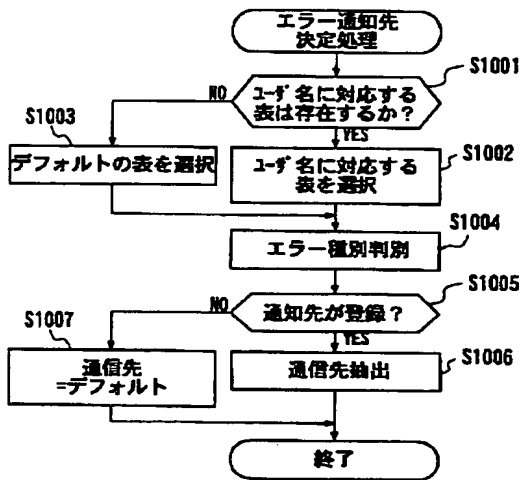 エラー通知先
決定処理
S1001
ユーザ名に対応する
表は存在するか？
NO
YES
S1003
デフォルトの表を選択
S1002
ユーザ名に対応する
表を選択
S1004
エラー種別判別
S1005
通知先が登録？
NO
YES
S1007
通信先
=デフォルト
S1006
通信先抽出
終了